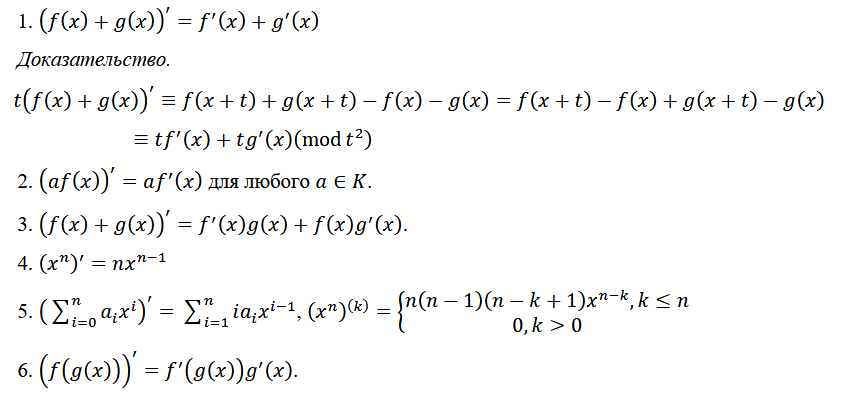 1. (f(x) + g(x))′ = f′(x) + g′(x)
Доказательство.
t(f(x) + g(x))′ ≡ f(x + t) + g(x + t) − f(x) − g(x) = f(x + t) − f(x) + g(x + t) − g(x)
≡ tf′(x) + tg′(x)(mod t²)
2. (af(x))′ = af′(x) для любого a ∈ K.
3. (f(x) + g(x))′ = f′(x)g(x) + f(x)g′(x).
4. (xⁿ)′ = nxⁿ⁻¹
5. (∑ⁿᵢ₌₀ aᵢxⁱ)′ = ∑ⁿᵢ₌₁ iaᵢxⁱ⁻¹, (xⁿ)⁽ᵏ⁾ = {n(n − 1)(n − k + 1)xⁿ⁻ᵏ, k ≤ n
0, k > 0
6. (f(g(x)))′ = f′(g(x))g′(x).